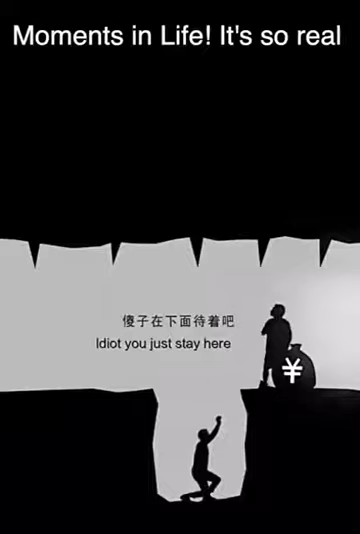 Moments in Life! It's so real
傻子在下面待着吧
Idiot you just stay here
¥